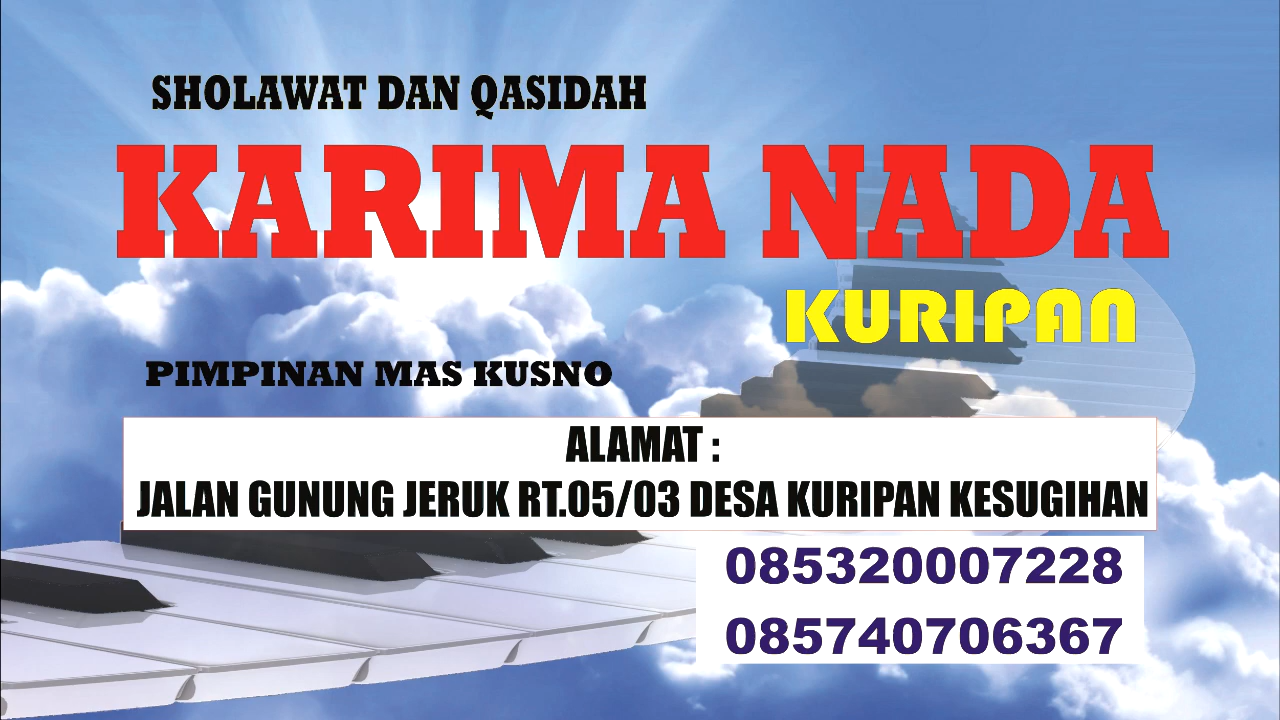 SHOLAWAT DAN QASIDAH
KARIMA NADA
KURIPAN
PIMPINAN MAS KUSNO
ALAMAT :
JALAN GUNUNG JERUK RT.05/03 DESA KURIPAN KESUGIHAN
085320007228
085740706367